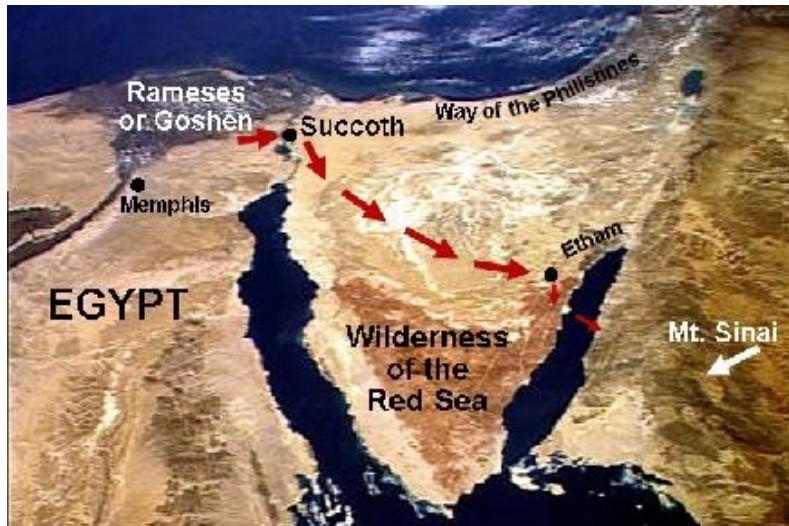 Rameses
or Goshen
Succoth
Way of the Philistines
Memphis
Etham
EGYPT
Wilderness
of the
Red Sea
Mt. Sinai